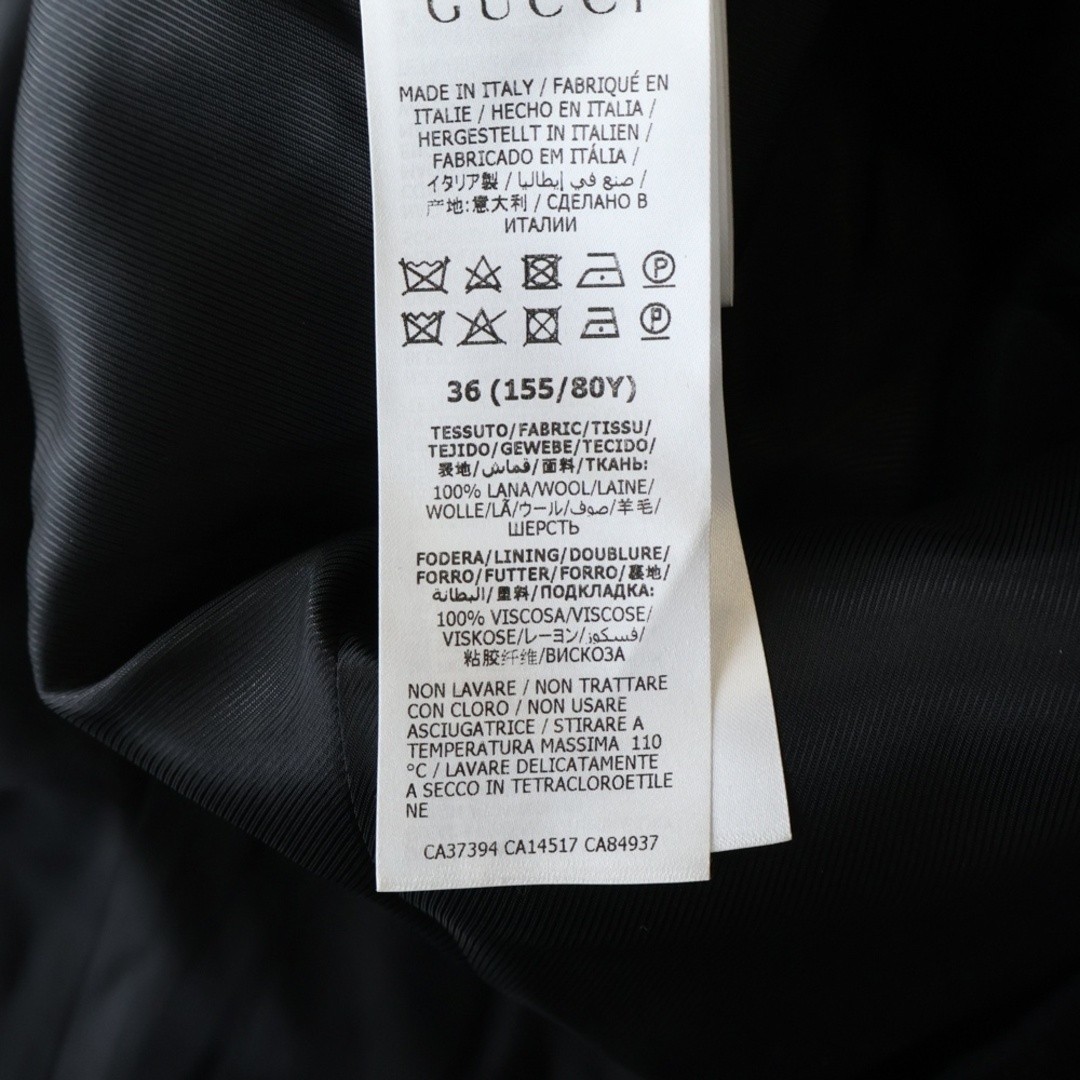 GUCCI
MADE IN ITALY / FABRIQUÉ EN
ITALIE / HECHO EN ITALIA /
HERGESTELLT IN ITALIEN /
FABRICADO EM ITÁLIA /
イタリア製 / صنع في إيطاليا /
产地:意大利 / СДЕЛАНО В
ИТАЛИИ
P
P
36 (155/80Y)
TESSUTO/FABRIC/TISSU/
TEJIDO/GEWEBE/TECIDO/
表地/قماش/面料/ТКАНЬ:
100% LANA/WOOL/LAINE/
WOLLE/LÃ/ウール/صوف/羊毛/
ШЕРСТЬ
FODERA/LINING/DOUBLURE/
FORRO/FUTTER/FORRO/裏地/
البطانة/里料/ПОДКЛАДКА:
100% VISCOSA/VISCOSE/
VISKOSE/レーヨン/فسكوز/
粘胶纤维/ВИСКОЗА
NON LAVARE / NON TRATTARE
CON CLORO / NON USARE
ASCIUGATRICE / STIRARE A
TEMPERATURA MASSIMA 110
°C / LAVARE DELICATAMENTE
A SECCO IN TETRACLOROETILE
NE
CA37394 CA14517 CA84937